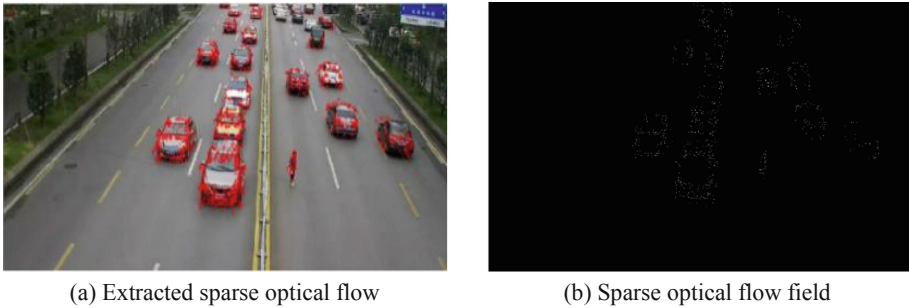 (a) Extracted sparse optical flow
(b) Sparse optical flow field